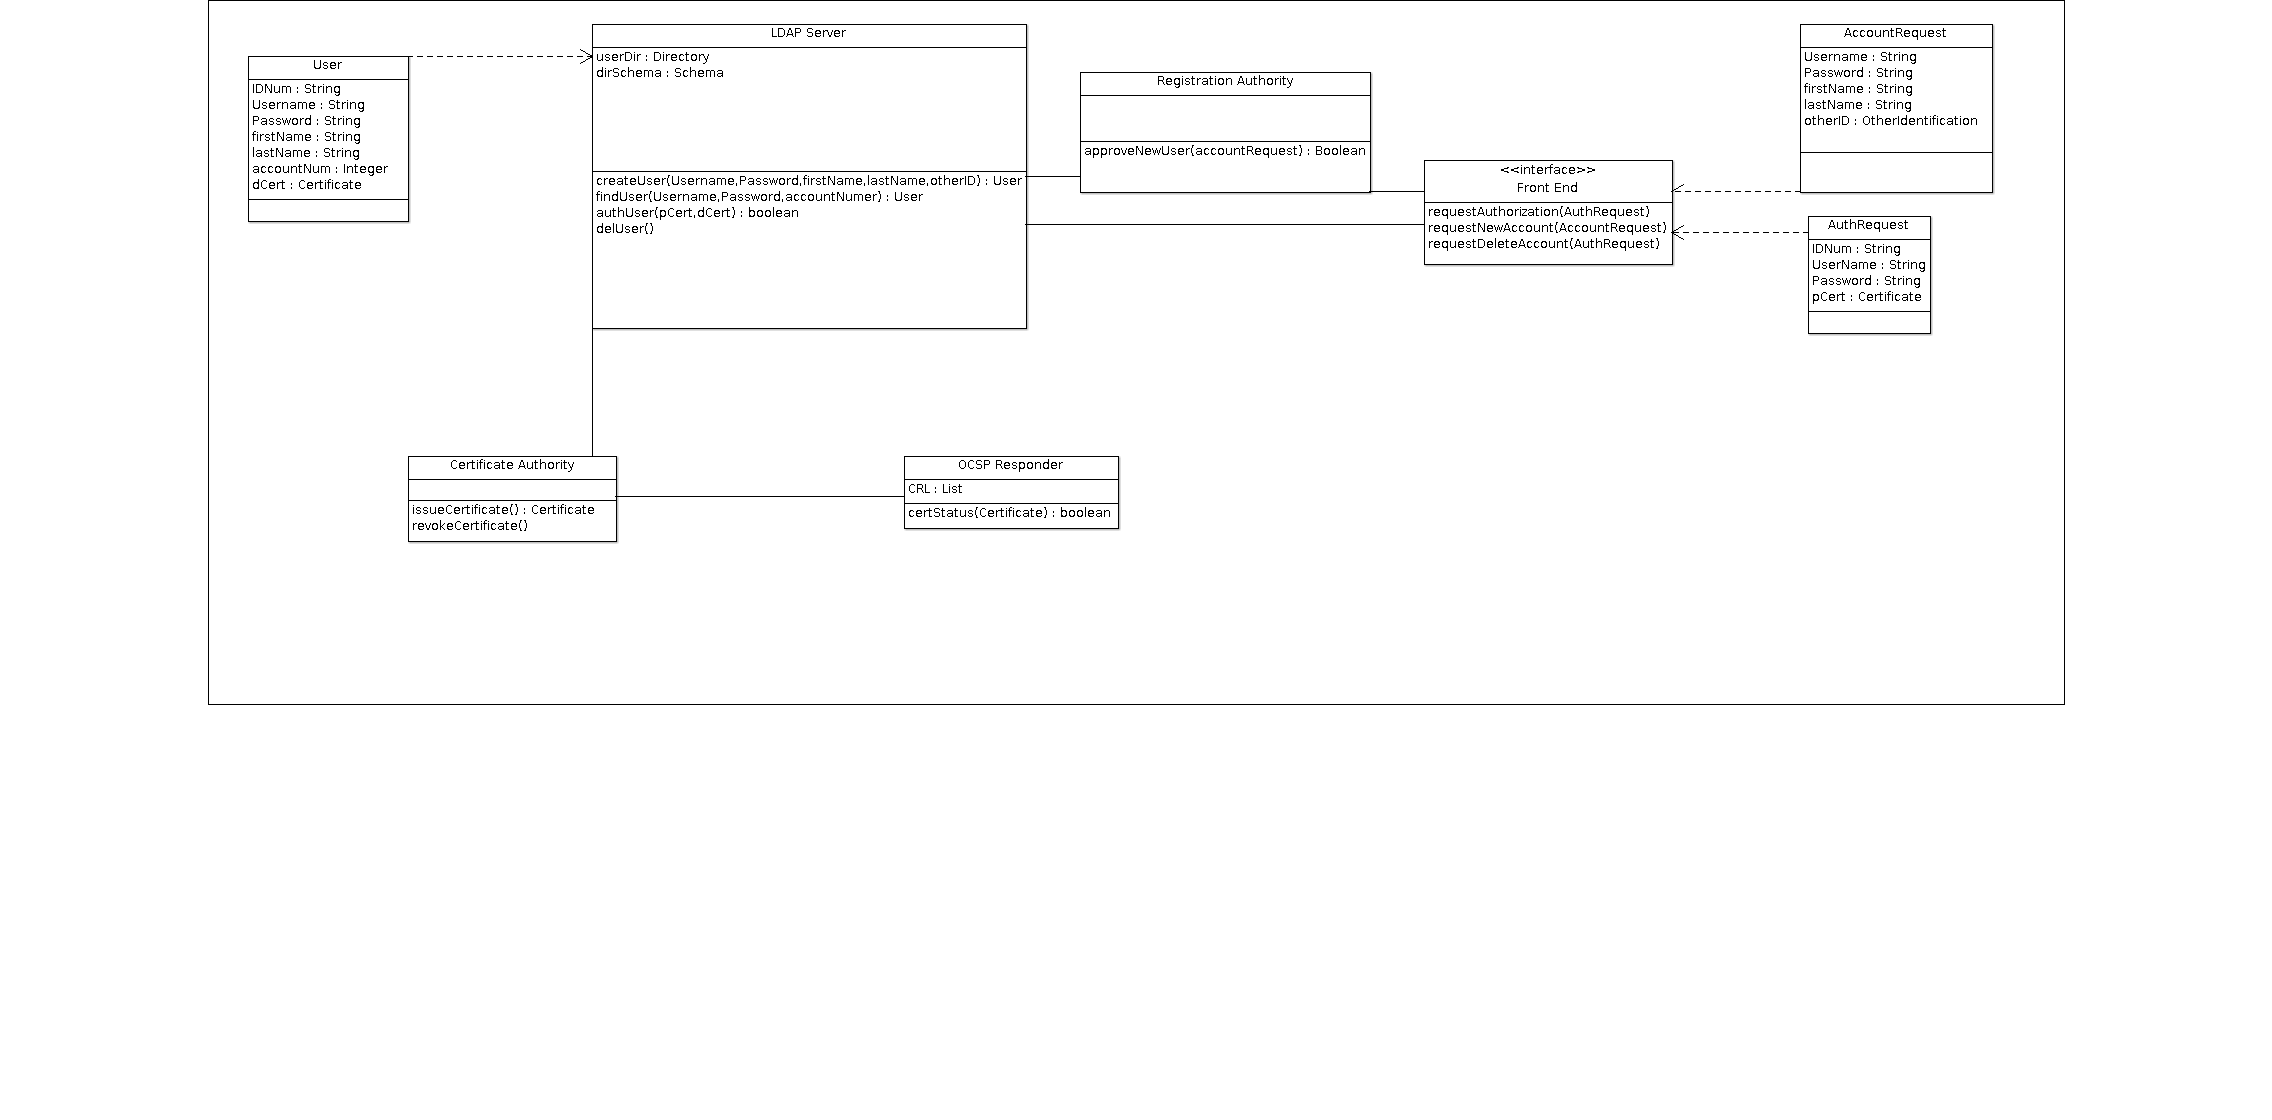 User
IDNum : String
Username : String
Password : String
firstName : String
lastName : String
accountNum : Integer
dCert : Certificate
LDAP Server
userDir : Directory
dirSchema : Schema
createUser(Username,Password,firstName,lastName,otherID) : User
findUser(Username,Password,accountNumer) : User
authUser(pCert,dCert) : boolean
delUser()
Registration Authority
approveNewUser(accountRequest) : Boolean
<<interface>>
Front End
requestAuthorization(AuthRequest)
requestNewAccount(AccountRequest)
requestDeleteAccount(AuthRequest)
AccountRequest
Username : String
Password : String
firstName : String
lastName : String
otherID : OtherIdentification
AuthRequest
IDNum : String
UserName : String
Password : String
pCert : Certificate
Certificate Authority
issueCertificate() : Certificate
revokeCertificate()
OCSP Responder
CRL : List
certStatus(Certificate) : boolean